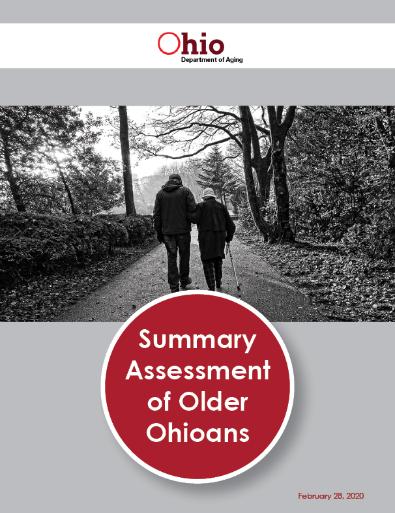 Ohio
Department of Aging
Summary
Assessment
of Older
Ohioans
February 28, 2020